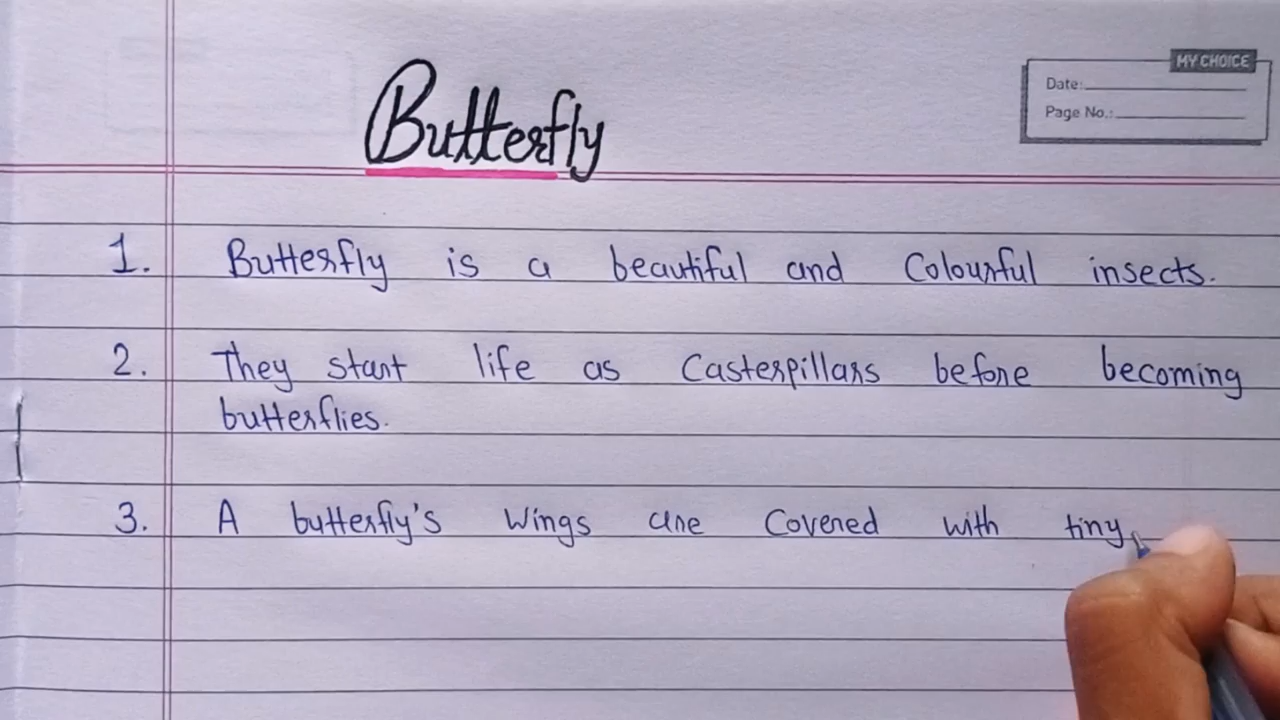 Butterfly
MY CHOICE
Date:
Page No.:
1. Butterfly is a beautiful and Colourful insects.
2. They start life as Casterpillars before becoming
butterflies.
3. A butterfly's Wings are Covered with tiny